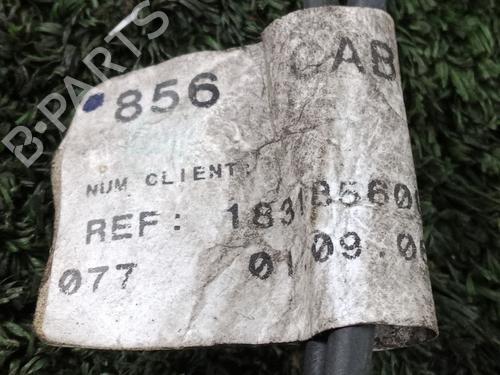 856 CAB
NUM CLIENT:
REF: 1831B560
077 01.09.0
B-PARTS